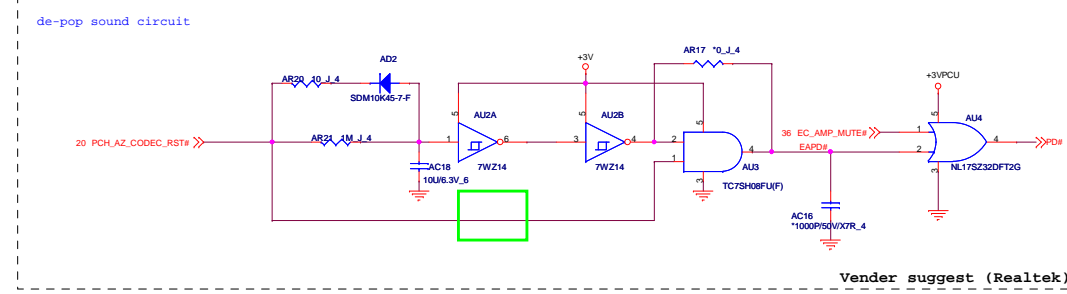 de-pop sound circuit
AR17 *0_J_4
AD2
+3V
+3VPCU
AR20 10_J_4
SDM10K45-7-F
5
5
5
5
AU2A
AU2B
AU4
20 PCH_AZ_CODEC_RST#
AR21 1M_J_4
1
6
3
4
2
1
4
36 EC_AMP_MUTE#
1
EAPD#
2
4
PD#
AC18
7WZ14
7WZ14
AU3
3
3
NL17SZ32DFT2G
10U/6.3V_6
TC7SH08FU(F)
AC16
*1000P/50V/X7R_4
Vender suggest (Realtek)